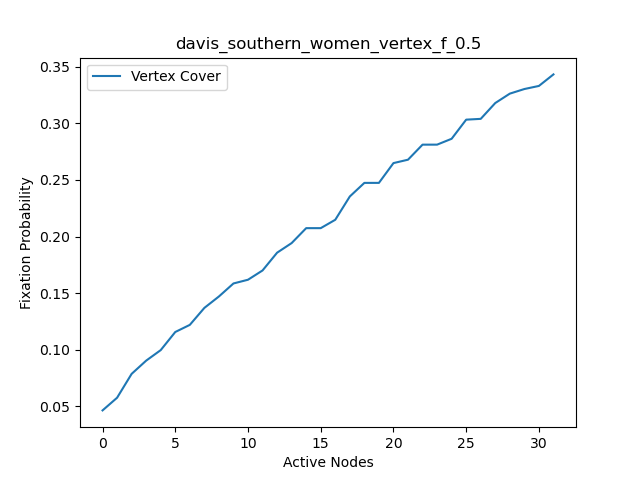 davis_southern_women_vertex_f_0.5
Vertex Cover
Fixation Probability
0.35
0.30
0.25
0.20
0.15
0.10
0.05
0 5 10 15 20 25 30
Active Nodes